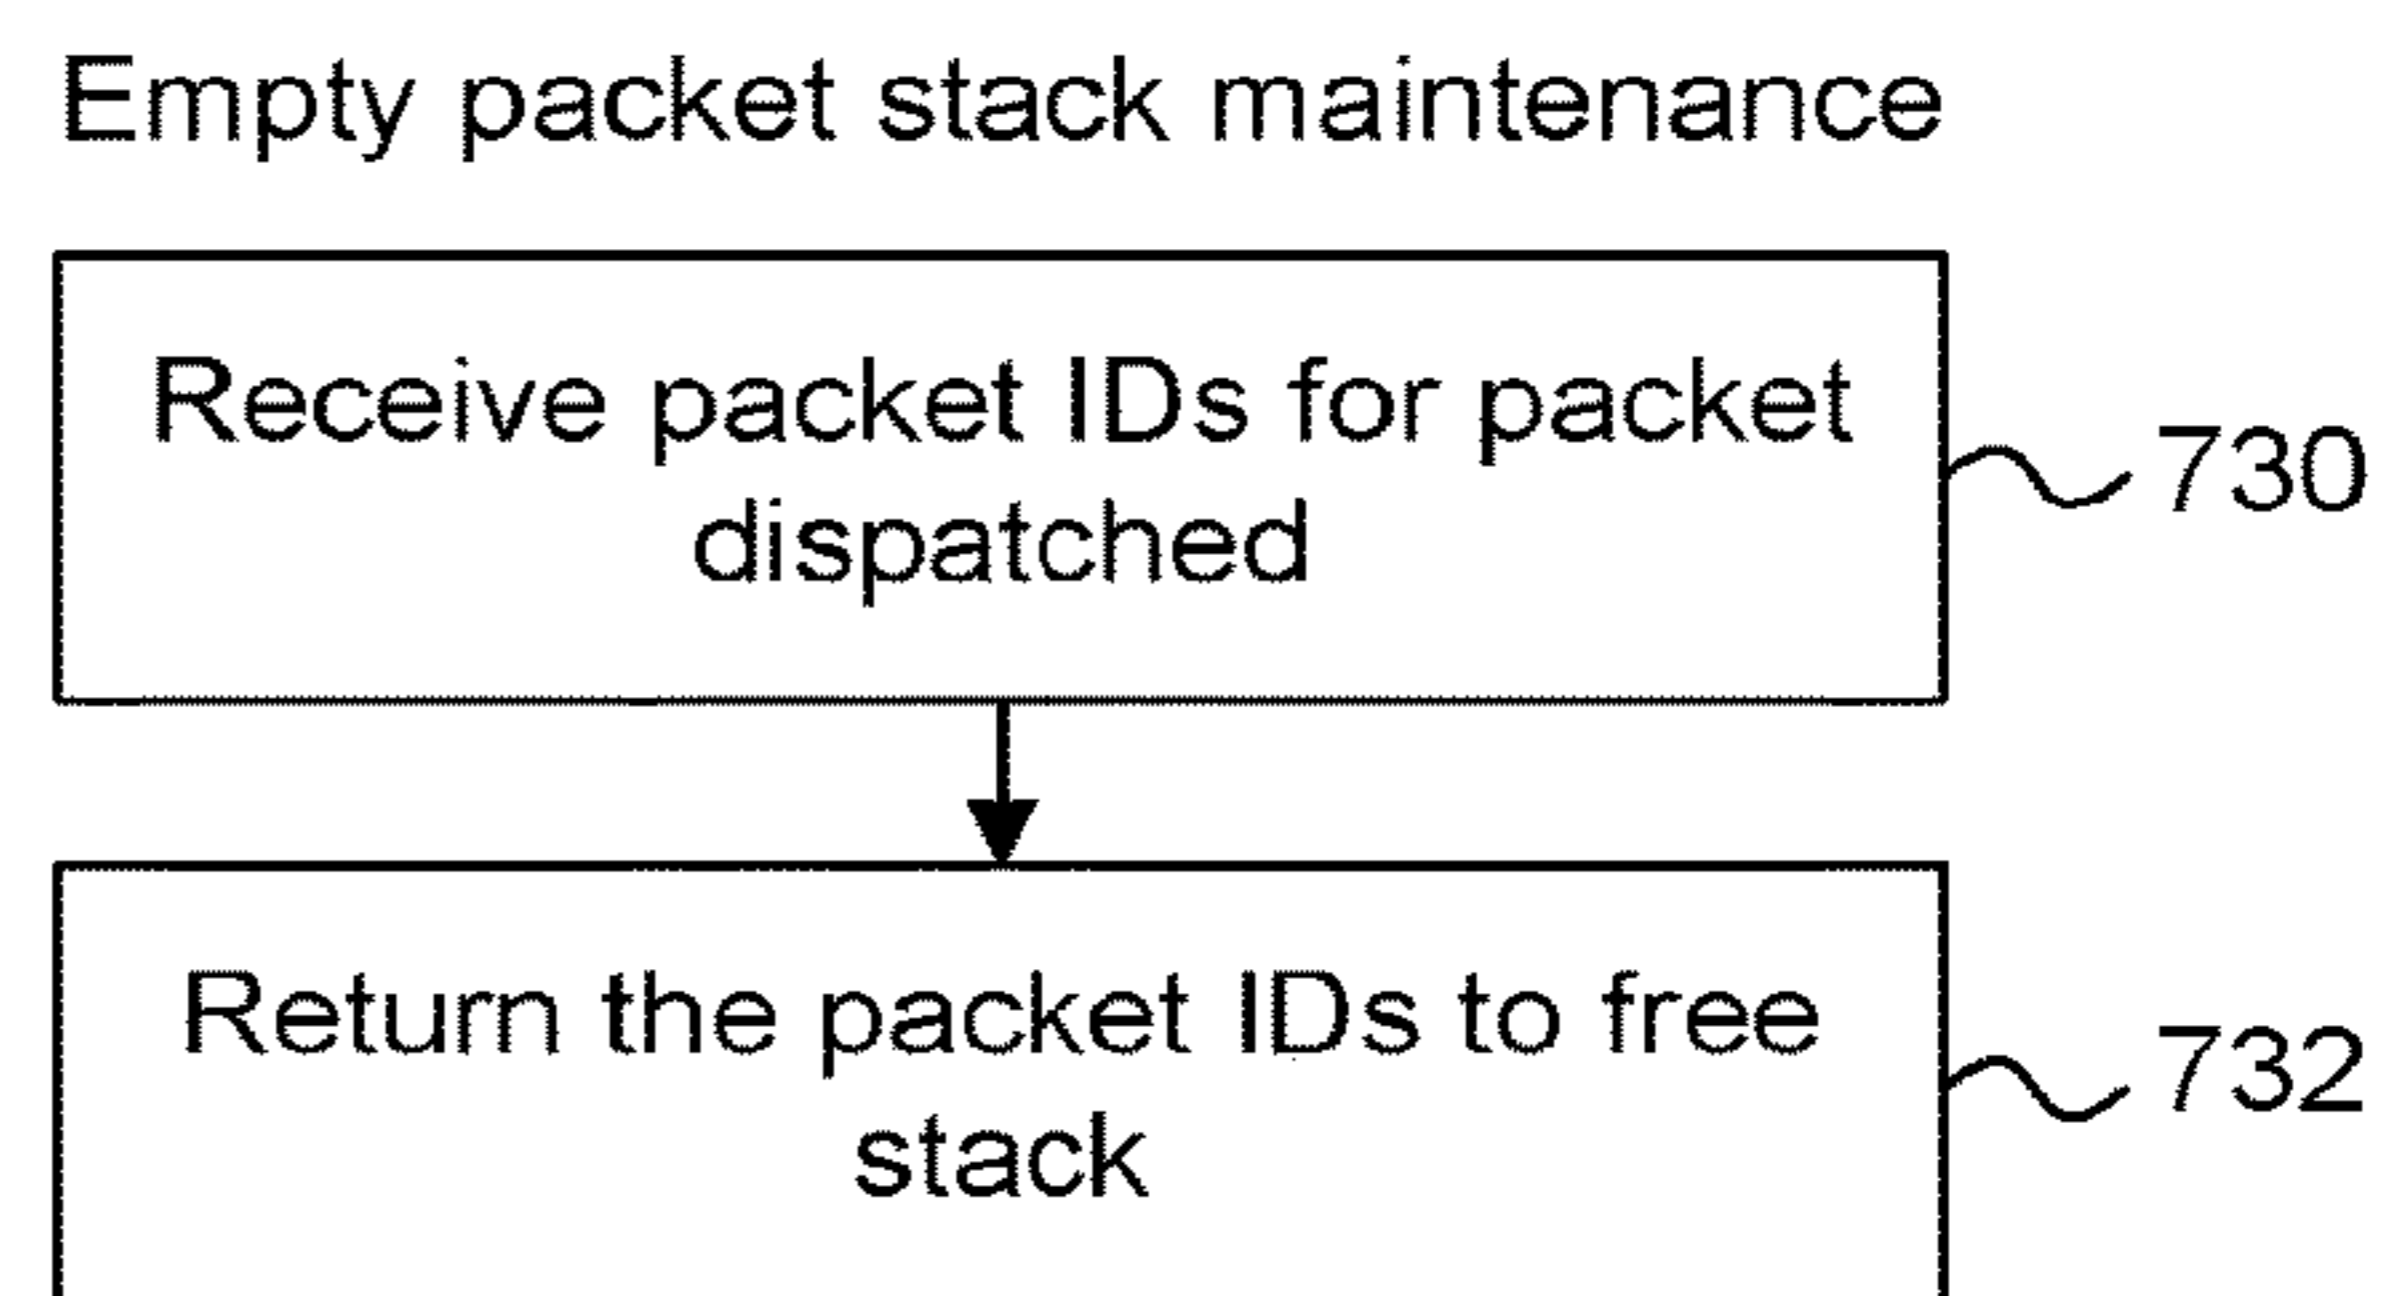 Empty packet stack maintenance
Receive packet IDs for packet
dispatched
730
Return the packet IDs to free
stack
732